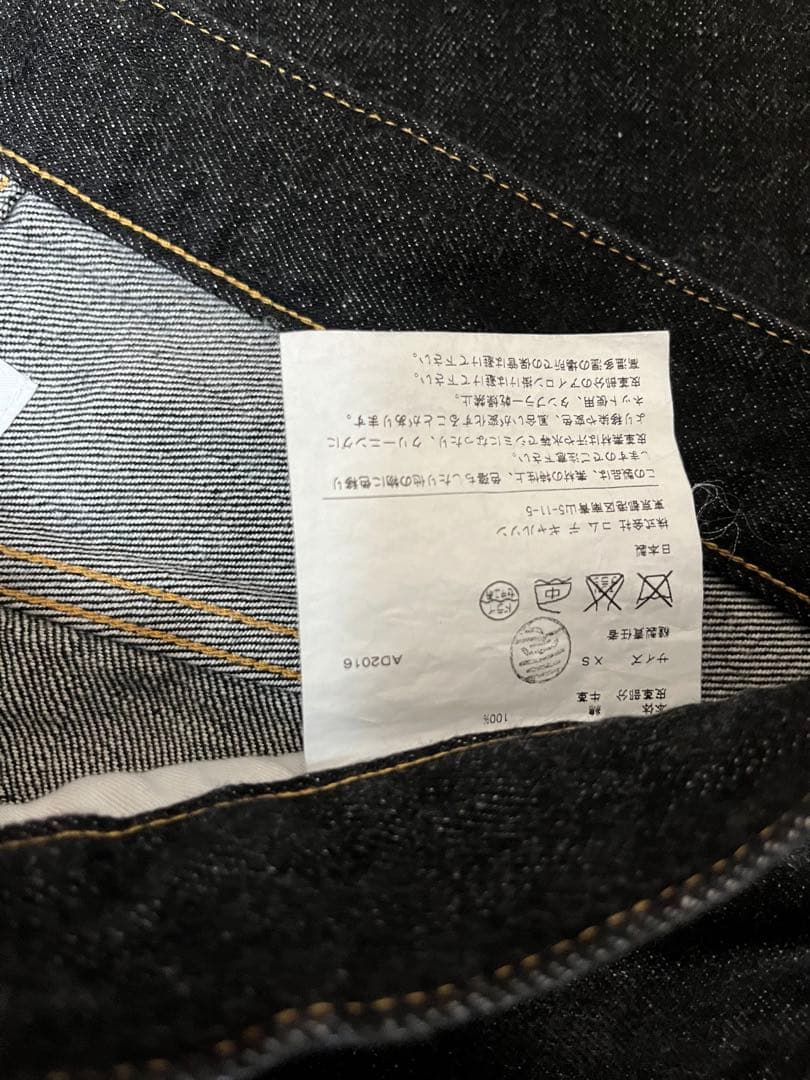 本体 綿 100%
皮革部分 牛革
サイズ XS AD2016
縫製責任者
中
ドライ
セキユ系
日本製
株式会社 コム デ ギャルソン
東京都港区南青山5-11-5
この製品は、素材の特性上、色落ちしたり他の物に色移り
しますのでご注意下さい。
皮革素材は汗や水等でシミになったり、クリーニングに
より移染や変色、風合いが変化することがあります。
ネット使用、タンブラー乾燥禁止。
皮革部分のアイロン掛けは避けて下さい。
高温多湿の場所での保管は避けて下さい。